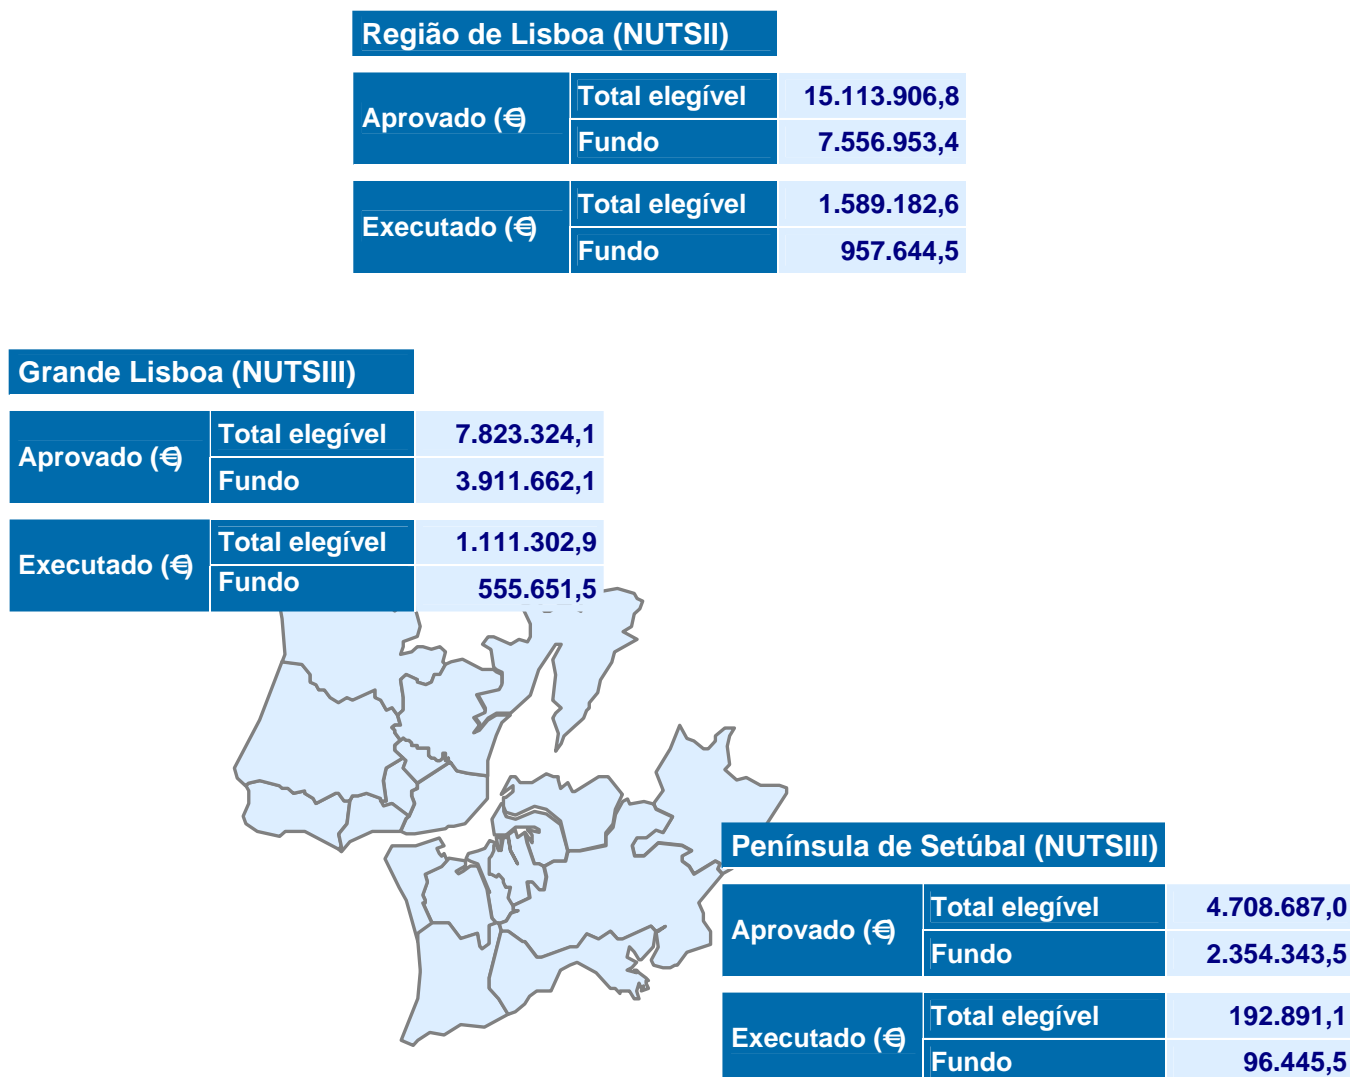 Região de Lisboa (NUTSII)
Aprovado (€) Total elegível 15.113.906,8
Fundo 7.556.953,4
Executado (€) Total elegível 1.589.182,6
Fundo 957.644,5
Grande Lisboa (NUTSIII)
Aprovado (€) Total elegível 7.823.324,1
Fundo 3.911.662,1
Executado (€) Total elegível 1.111.302,9
Fundo 555.651,5
Península de Setúbal (NUTSIII)
Aprovado (€) Total elegível 4.708.687,0
Fundo 2.354.343,5
Executado (€) Total elegível 192.891,1
Fundo 96.445,5